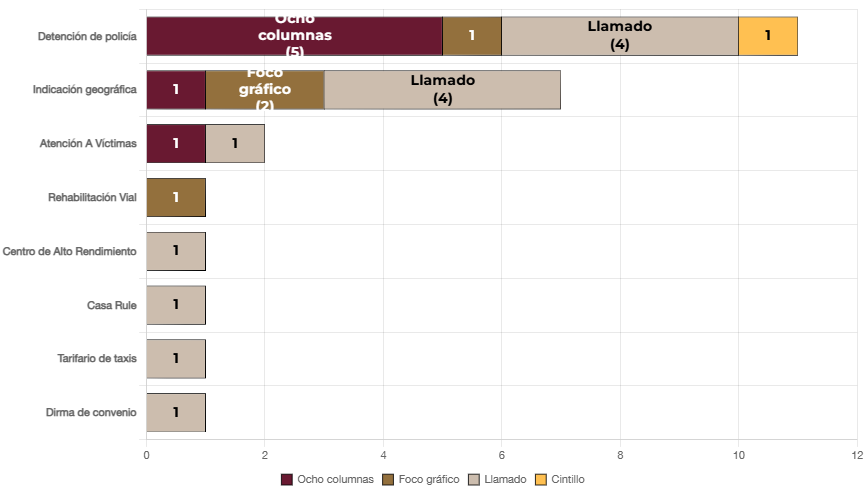 Detención de policía
Ocho
columnas
(5)
1
Llamado
(4)
1
Indicación geográfica
1
Foco
gráfico
(2)
Llamado
(4)
Atención A Víctimas
1
1
Rehabilitación Vial
1
Centro de Alto Rendimiento
1
Casa Rule
1
Tarifario de taxis
1
Dirma de convenio
1
0 2 4 6 8 10 12
Ocho columnas Foco gráfico Llamado Cintillo